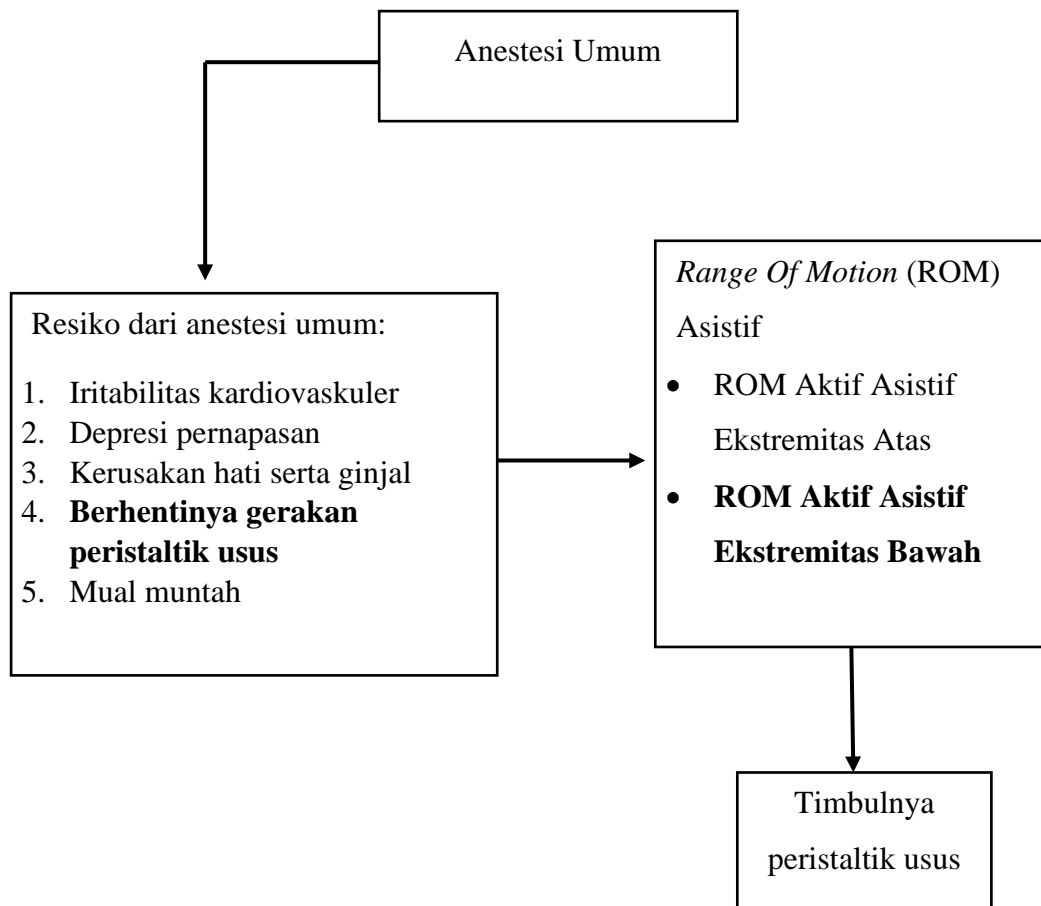 Anestesi Umum
Resiko dari anestesi umum:
1. Iritabilitas kardiovaskuler
2. Depresi pernapasan
3. Kerusakan hati serta ginjal
4. Berhentinya gerakan
peristaltik usus
5. Mual muntah
Range Of Motion (ROM)
Asistif
• ROM Aktif Asistif
Ekstremitas Atas
• ROM Aktif Asistif
Ekstremitas Bawah
Timbulnya
peristaltik usus